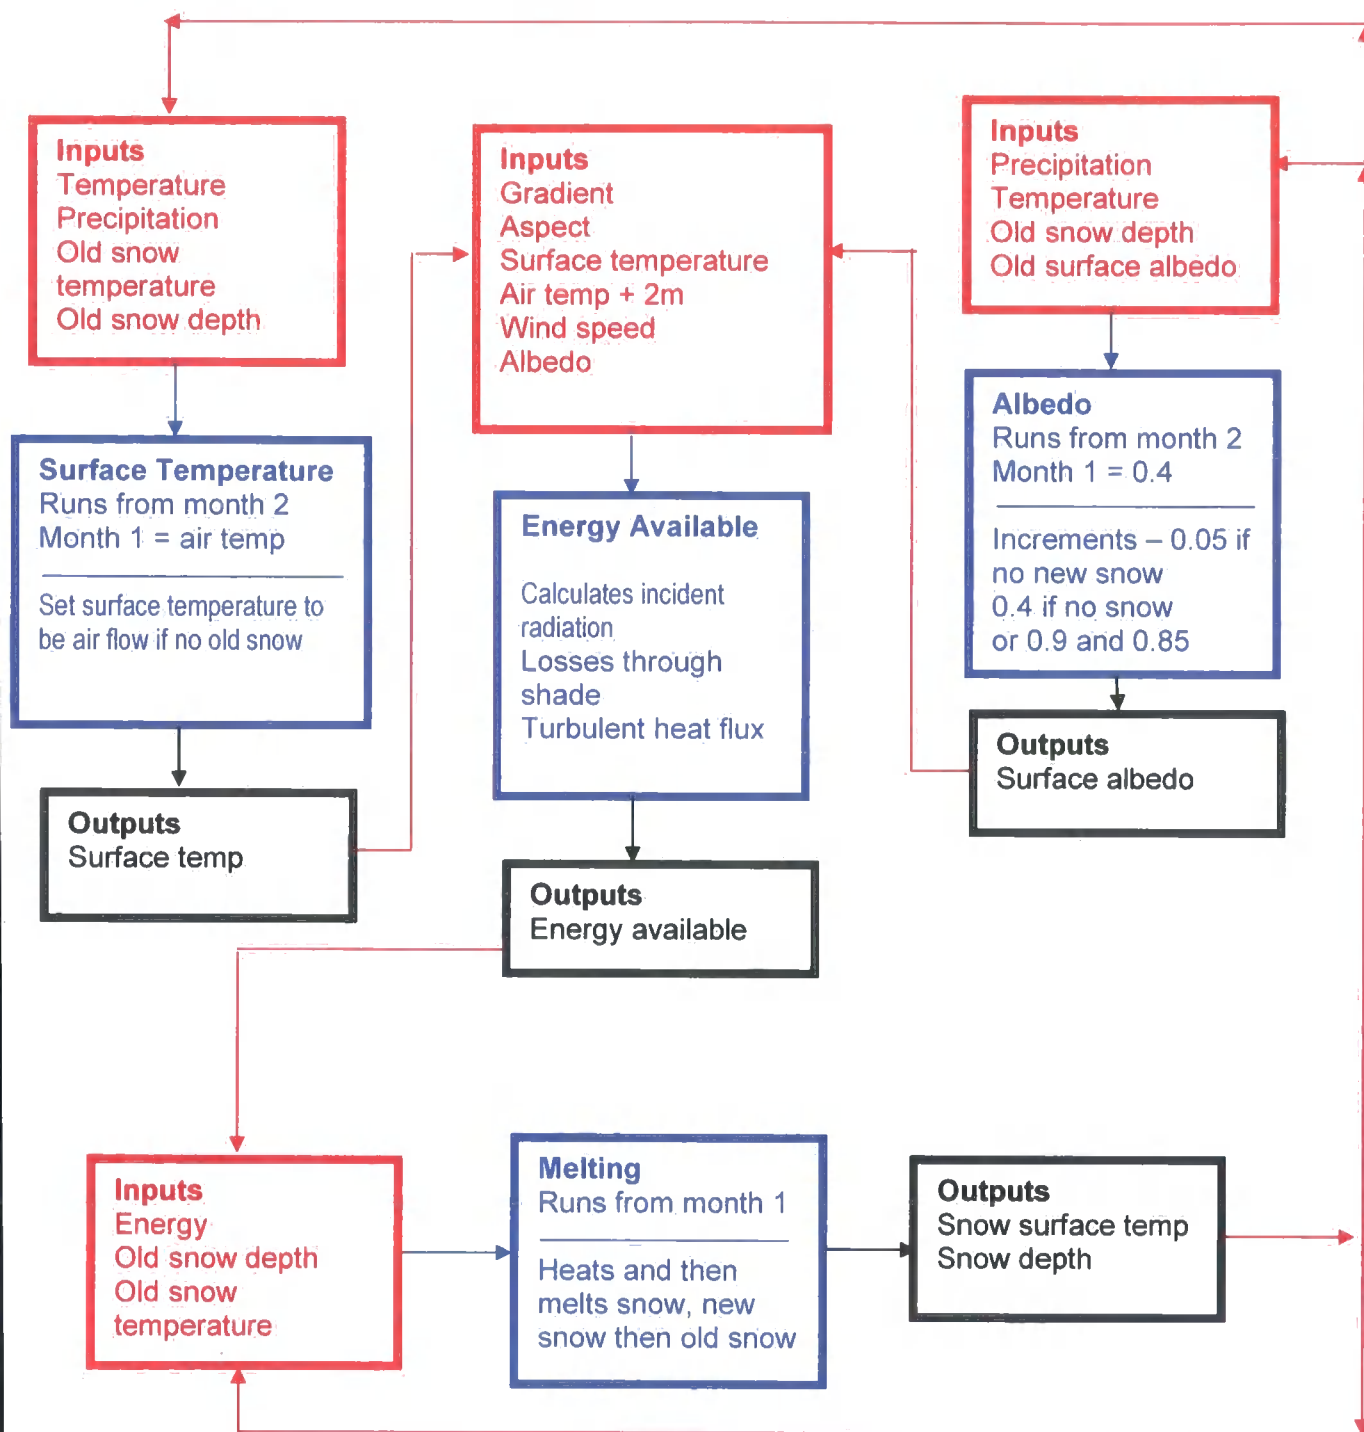 Inputs
Temperature
Precipitation
Old snow
temperature
Old snow depth
Surface Temperature
Runs from month 2
Month 1 = air temp
Set surface temperature to
be air flow if no old snow
Outputs
Surface temp
Inputs
Gradient
Aspect
Surface temperature
Air temp + 2m
Wind speed
Albedo
Energy Available
Calculates incident
radiation
Losses through
shade
Turbulent heat flux
Outputs
Energy available
Inputs
Precipitation
Temperature
Old snow depth
Old surface albedo
Albedo
Runs from month 2
Month 1 = 0.4
Increments – 0.05 if
no new snow
0.4 if no snow
or 0.9 and 0.85
Outputs
Surface albedo
Inputs
Energy
Old snow depth
Old snow
temperature
Melting
Runs from month 1
Heats and then
melts snow, new
snow then old snow
Outputs
Snow surface temp
Snow depth